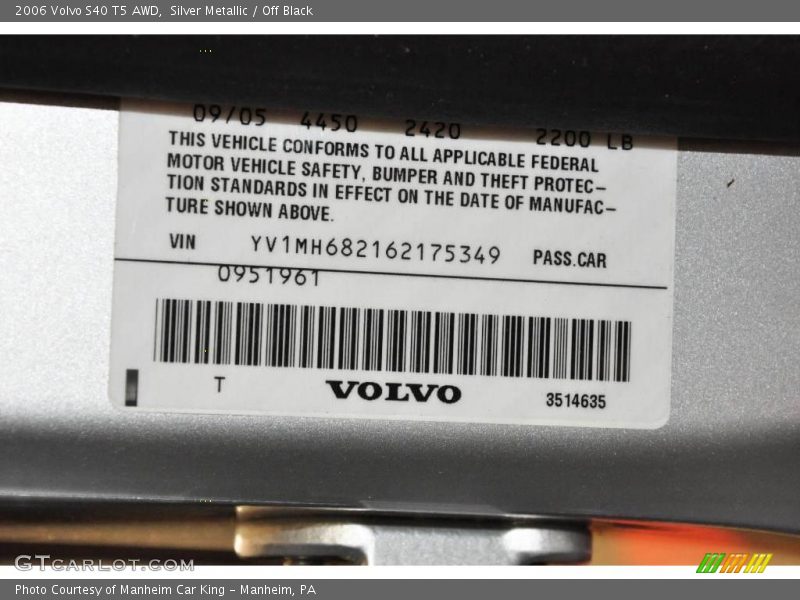 2006 Volvo S40 T5 AWD,  Silver Metallic / Off Black
09/05 4450 2420 2200 LB
THIS VEHICLE CONFORMS TO ALL APPLICABLE FEDERAL
MOTOR VEHICLE SAFETY, BUMPER AND THEFT PROTEC–
TION STANDARDS IN EFFECT ON THE DATE OF MANUFAC–
TURE SHOWN ABOVE.
VIN YV1MH682162175349 PASS.CAR
0951961
T VOLVO 3514635
GTCARLOT.COM
Photo Courtesy of Manheim Car King – Manheim, PA